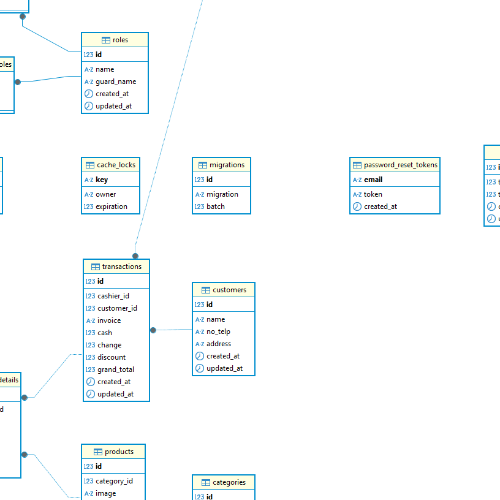 roles
123 id
A-Z name
A-Z guard_name
created_at
updated_at
oles
cache_locks
123 key
A-Z owner
123 expiration
migrations
123 id
A-Z migration
123 batch
password_reset_tokens
A-Z email
A-Z token
created_at
transactions
123 id
123 cashier_id
123 customer_id
A-Z invoice
123 cash
123 change
123 discount
123 grand_total
created_at
updated_at
customers
123 id
A-Z name
123 no_telp
A-Z address
created_at
updated_at
details
d
products
123 id
123 category_id
A-Z image
categories
123 id